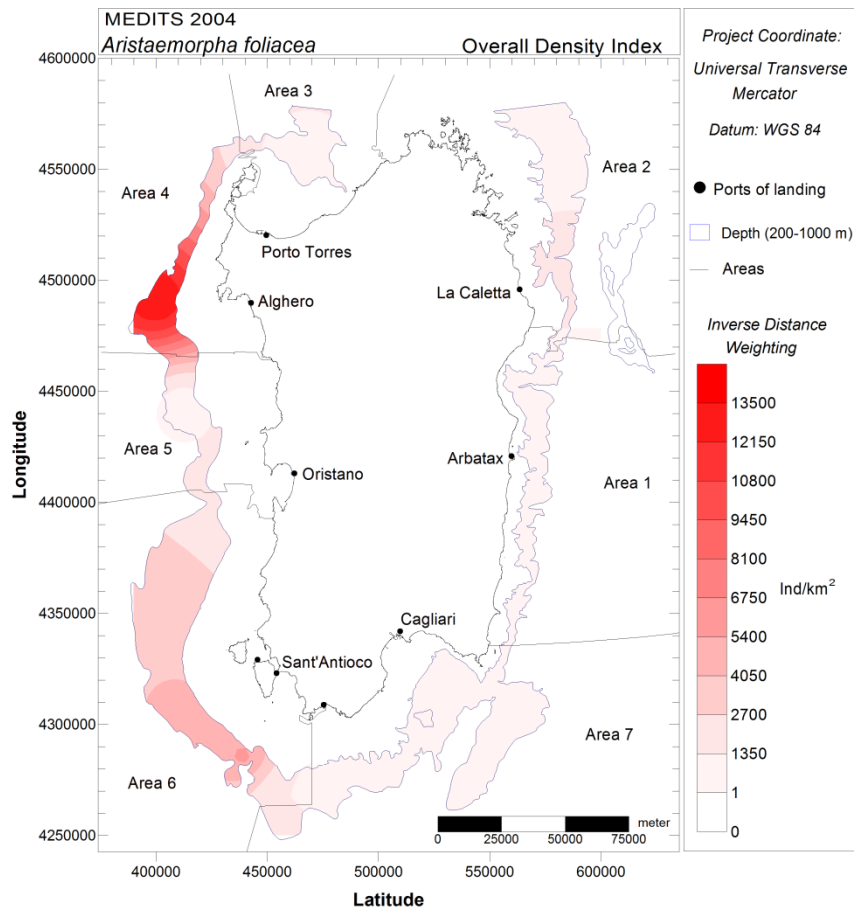 MEDITS 2004
Aristaemorpha foliacea
Overall Density Index
4600000
4550000
4500000
4450000
4400000
4350000
4300000
4250000
Longitude
400000
450000
500000
550000
600000
Latitude
Area 3
Area 2
Area 4
Porto Torres
La Caletta
Alghero
Area 5
Oristano
Arbatax
Area 1
Cagliari
Sant'Antioco
Area 7
Area 6
meter
0
25000
50000
75000
Project Coordinate:
Universal Transverse
Mercator
Datum: WGS 84
Ports of landing
Depth (200-1000 m)
Areas
Inverse Distance
Weighting
13500
12150
10800
9450
8100
6750
5400
4050
2700
1350
1
0
Ind/km²